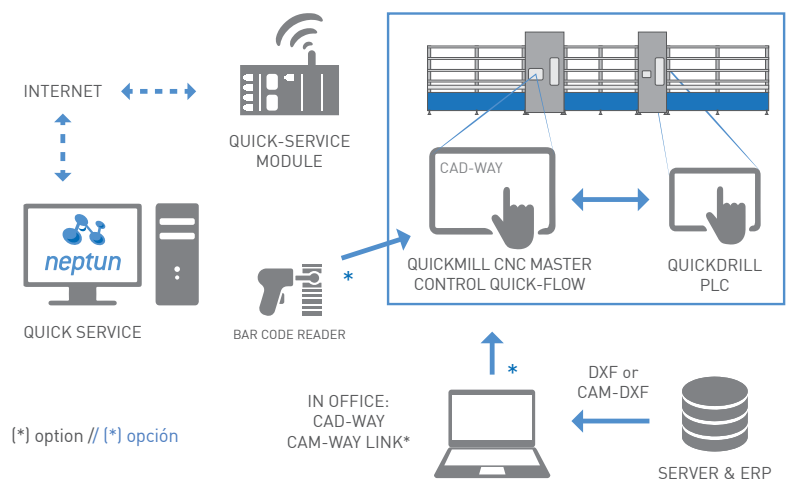 INTERNET
QUICK-SERVICE
MODULE
neptun
QUICK SERVICE
*
BAR CODE READER
CAD-WAY
QUICKMILL CNC MASTER
CONTROL QUICK-FLOW
QUICKDRILL
PLC
*
IN OFFICE:
CAD-WAY
CAM-WAY LINK*
DXF or
CAM-DXF
SERVER & ERP
(*) option // (*) opción